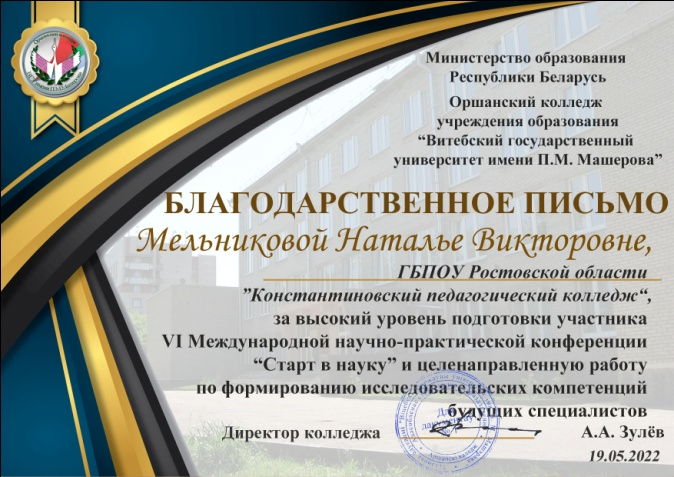 Министерство образования
Республики Беларусь
Оршанский колледж
учреждения образования
“Витебский государственный
университет имени П.М. Машерова”
БЛАГОДАРСТВЕННОЕ ПИСЬМО
Мельниковой Наталье Викторовне,
ГБПОУ Ростовской области
”Константиновский педагогический колледж“,
за высокий уровень подготовки участника
VI Международной научно-практической конференции
“Старт в науку” и целенаправленную работу
по формированию исследовательских компетенций
будущих специалистов
Для
документов
Директор колледжа
А.А. Зулёв
19.05.2022